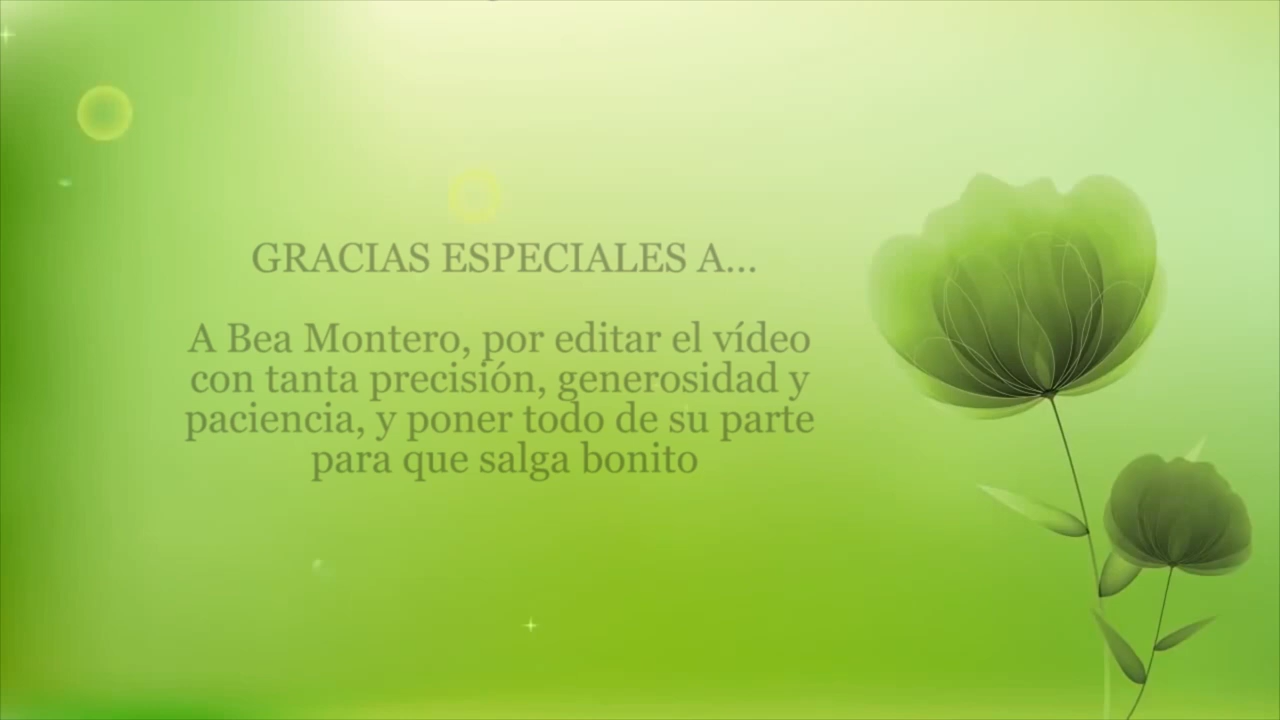 GRACIAS ESPECIALES A...
A Bea Montero, por editar el vídeo
con tanta precisión, generosidad y
paciencia, y poner todo de su parte
para que salga bonito